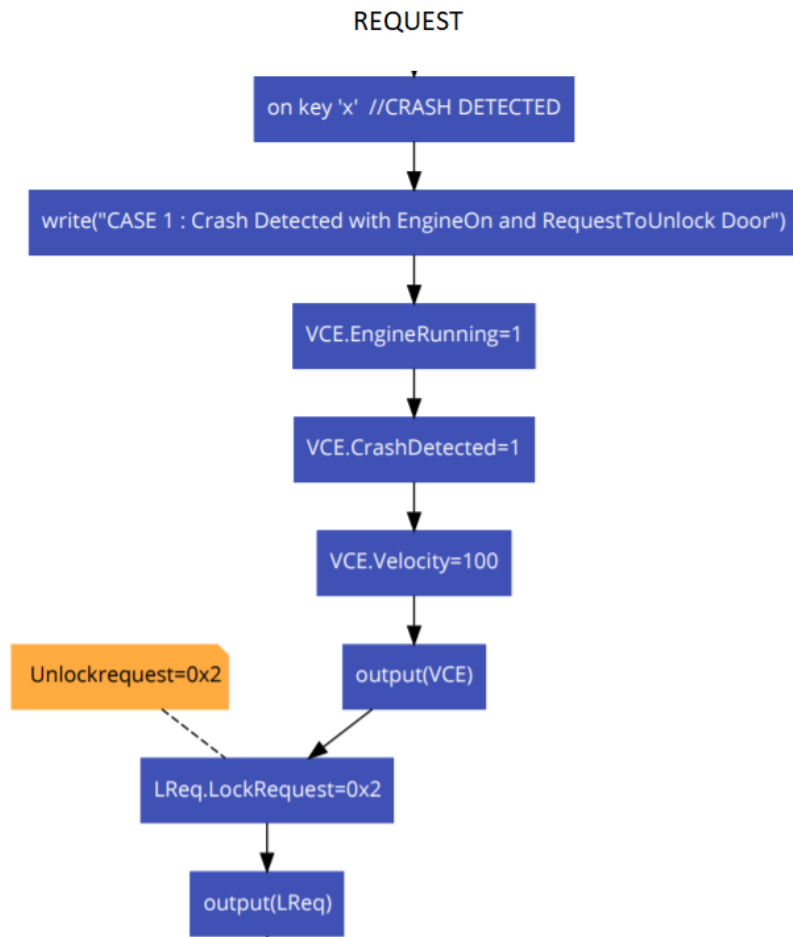 REQUEST
on key 'x'  //CRASH DETECTED
write("CASE 1 : Crash Detected with EngineOn and RequestToUnlock Door")
VCE.EngineRunning=1
VCE.CrashDetected=1
VCE.Velocity=100
output(VCE)
Unlockrequest=0x2
LReq.LockRequest=0x2
output(LReq)